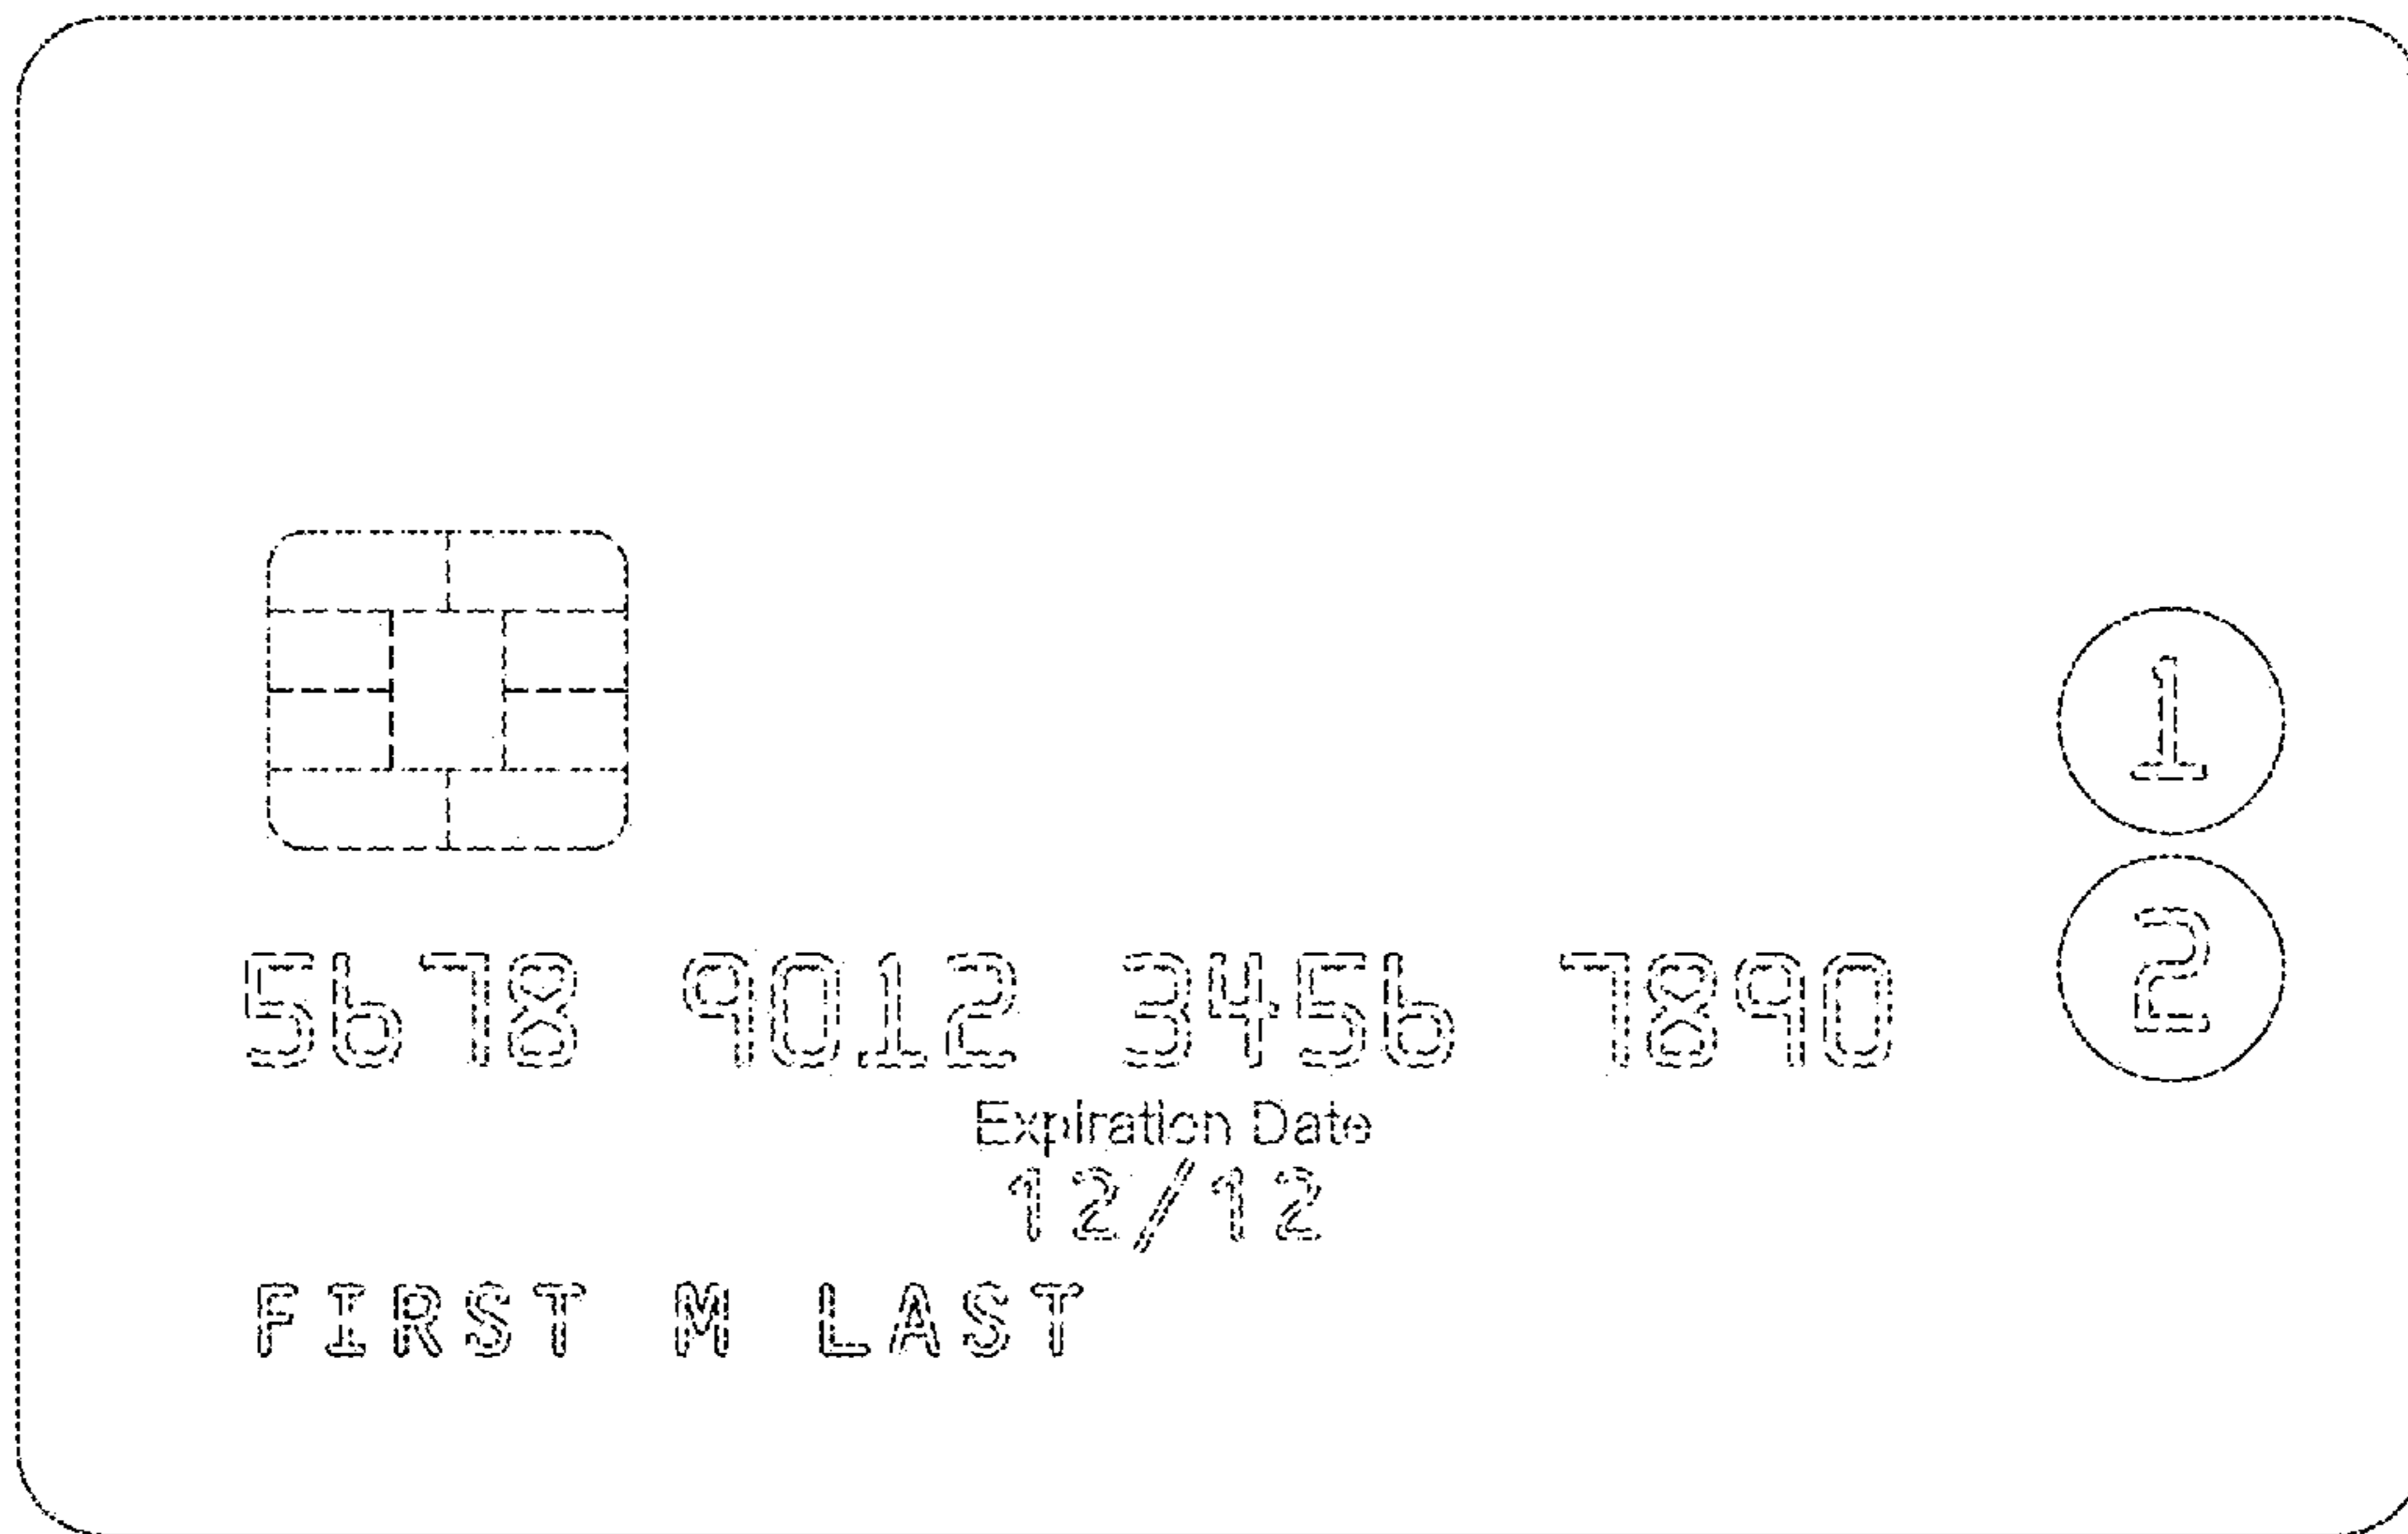 1
2
5678 9012 3456 7890
Expiration Date
12/12
FIRST M LAST